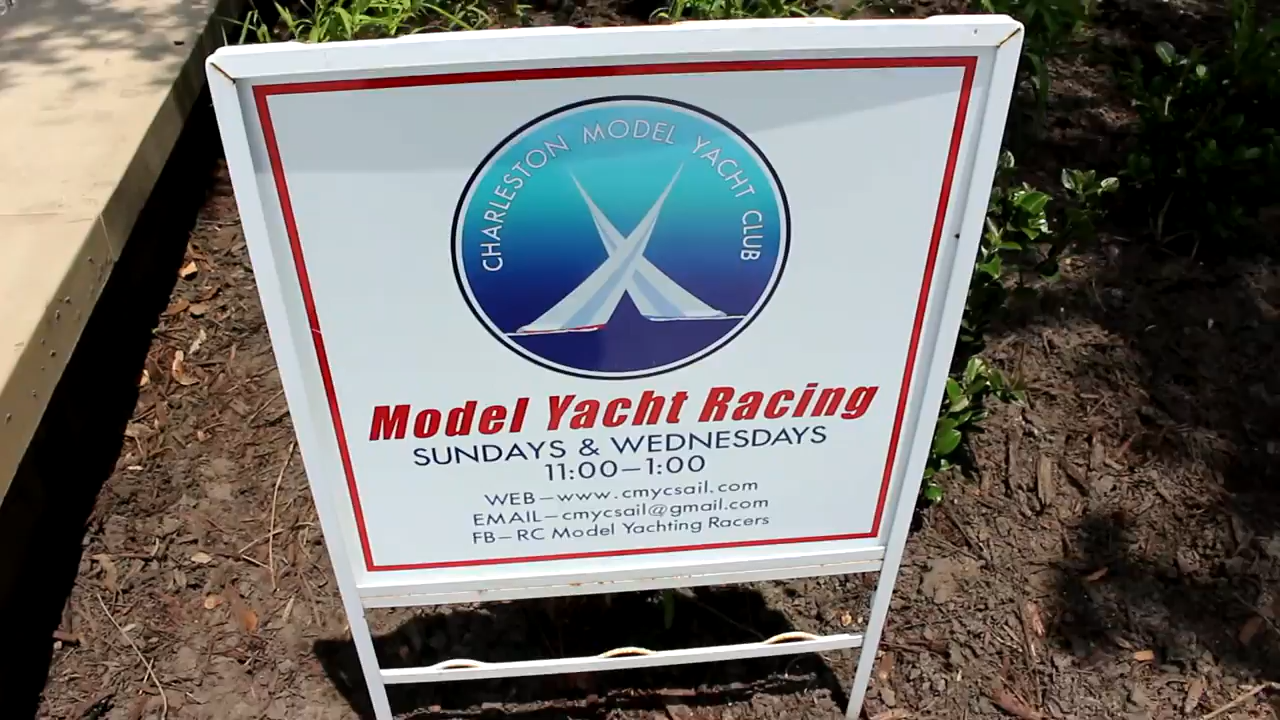 CHARLESTON MODEL YACHT CLUB
Model Yacht Racing
SUNDAYS & WEDNESDAYS
11:00–1:00
WEB–www.cmycsail.com
EMAIL–cmycsail@gmail.com
FB–RC Model Yachting Racers